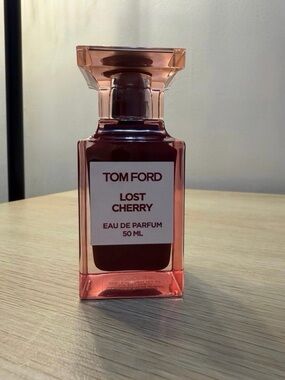 TOM FORD
LOST
CHERRY
EAU DE PARFUM
50 ML